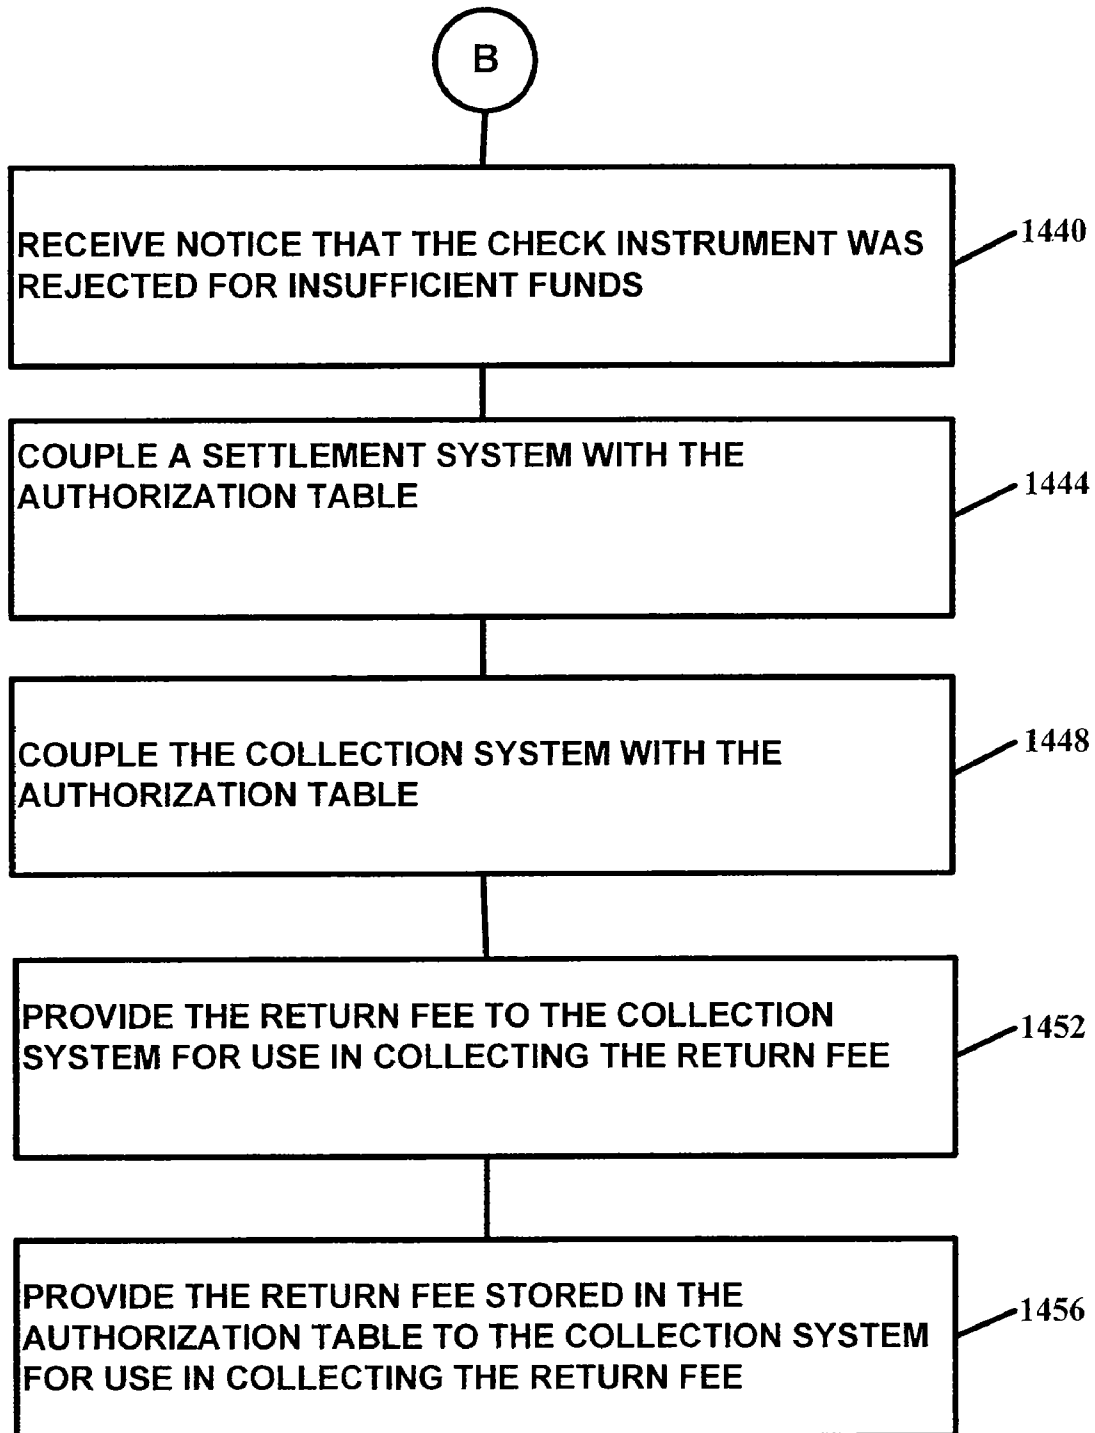 B
RECEIVE NOTICE THAT THE CHECK INSTRUMENT WAS
REJECTED FOR INSUFFICIENT FUNDS
1440
COUPLE A SETTLEMENT SYSTEM WITH THE
AUTHORIZATION TABLE
1444
COUPLE THE COLLECTION SYSTEM WITH THE
AUTHORIZATION TABLE
1448
PROVIDE THE RETURN FEE TO THE COLLECTION
SYSTEM FOR USE IN COLLECTING THE RETURN FEE
1452
PROVIDE THE RETURN FEE STORED IN THE
AUTHORIZATION TABLE TO THE COLLECTION SYSTEM
FOR USE IN COLLECTING THE RETURN FEE
1456